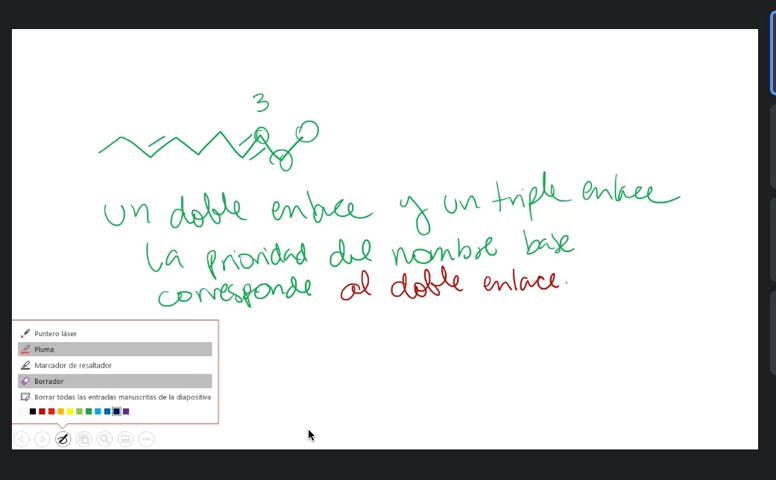 3
un doble enlace y un triple enlace
la prioridad del nombre base
corresponde al doble enlace.
Puntero láser
Pluma
Marcador de resaltador
Borrador
Borrar todas las entradas manuscritas de la diapositiva